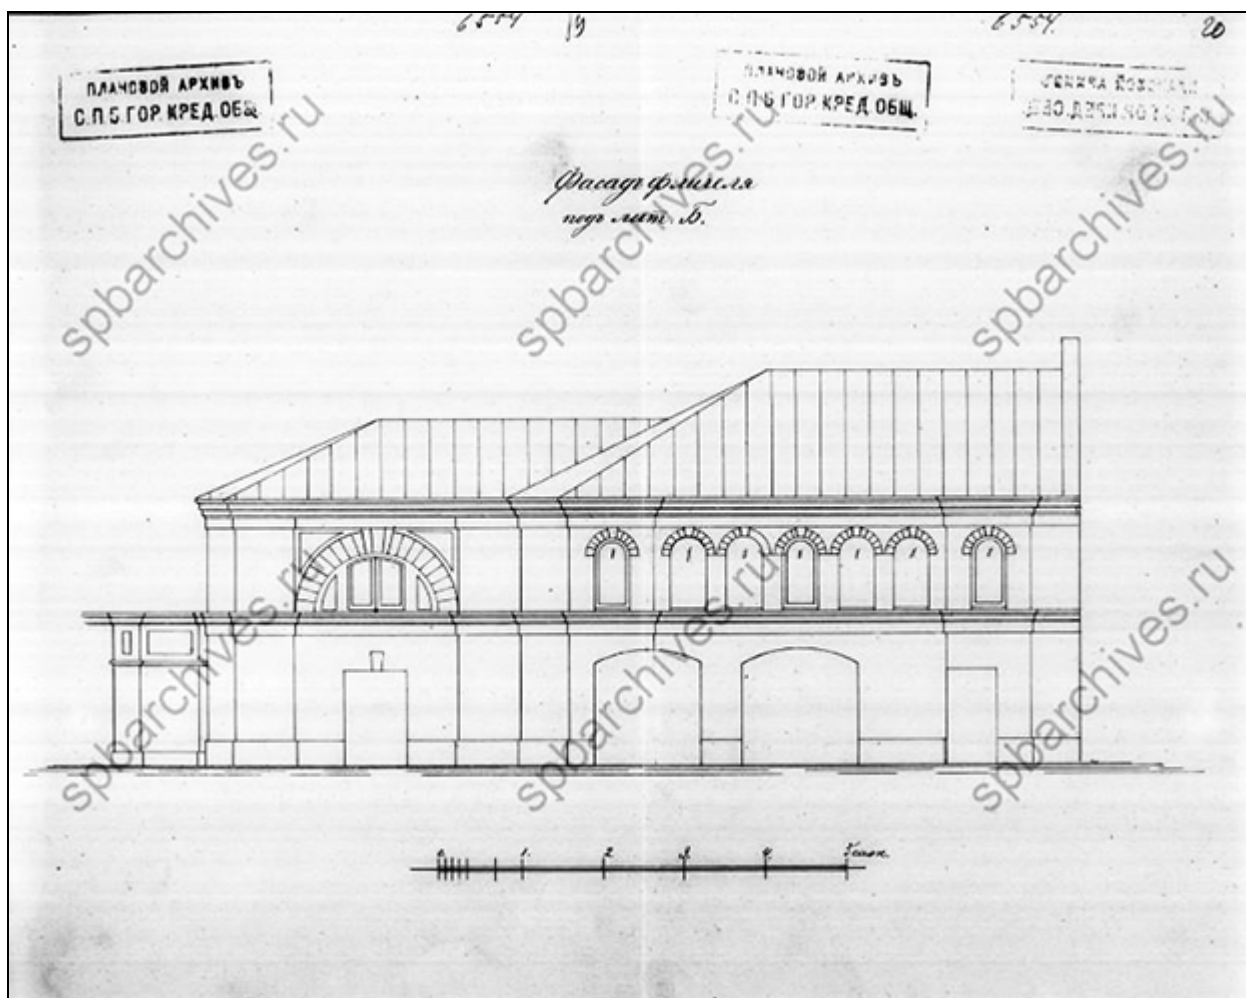 6554 19
6554. 20
ПЛАНОВОЙ АРХИВЪ
С.П.Б. ГОР. КРЕД. ОБЩ.
ПЛАНОВОЙ АРХИВЪ
С.П.Б. ГОР. КРЕД. ОБЩ.
Фасадъ флигеля
подъ лит. Б.
spbarchives.ru
spbarchives.ru
spbarchives.ru
spbarchives.ru
spbarchives.ru
spbarchives.ru
1 2 3 4 5 саж.